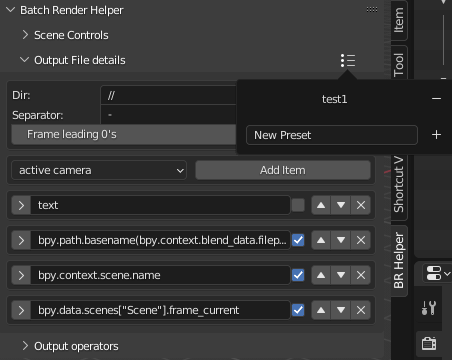 Batch Render Helper
Scene Controls
Output File details
Dir:
//
Separator:
-
Frame leading 0's
test1
New Preset
active camera
Add Item
text
bpy.path.basename(bpy.context.blend_data.filep...
bpy.context.scene.name
bpy.data.scenes["Scene"].frame_current
Output operators
Item
Tool
Shortcut V
BR Helper